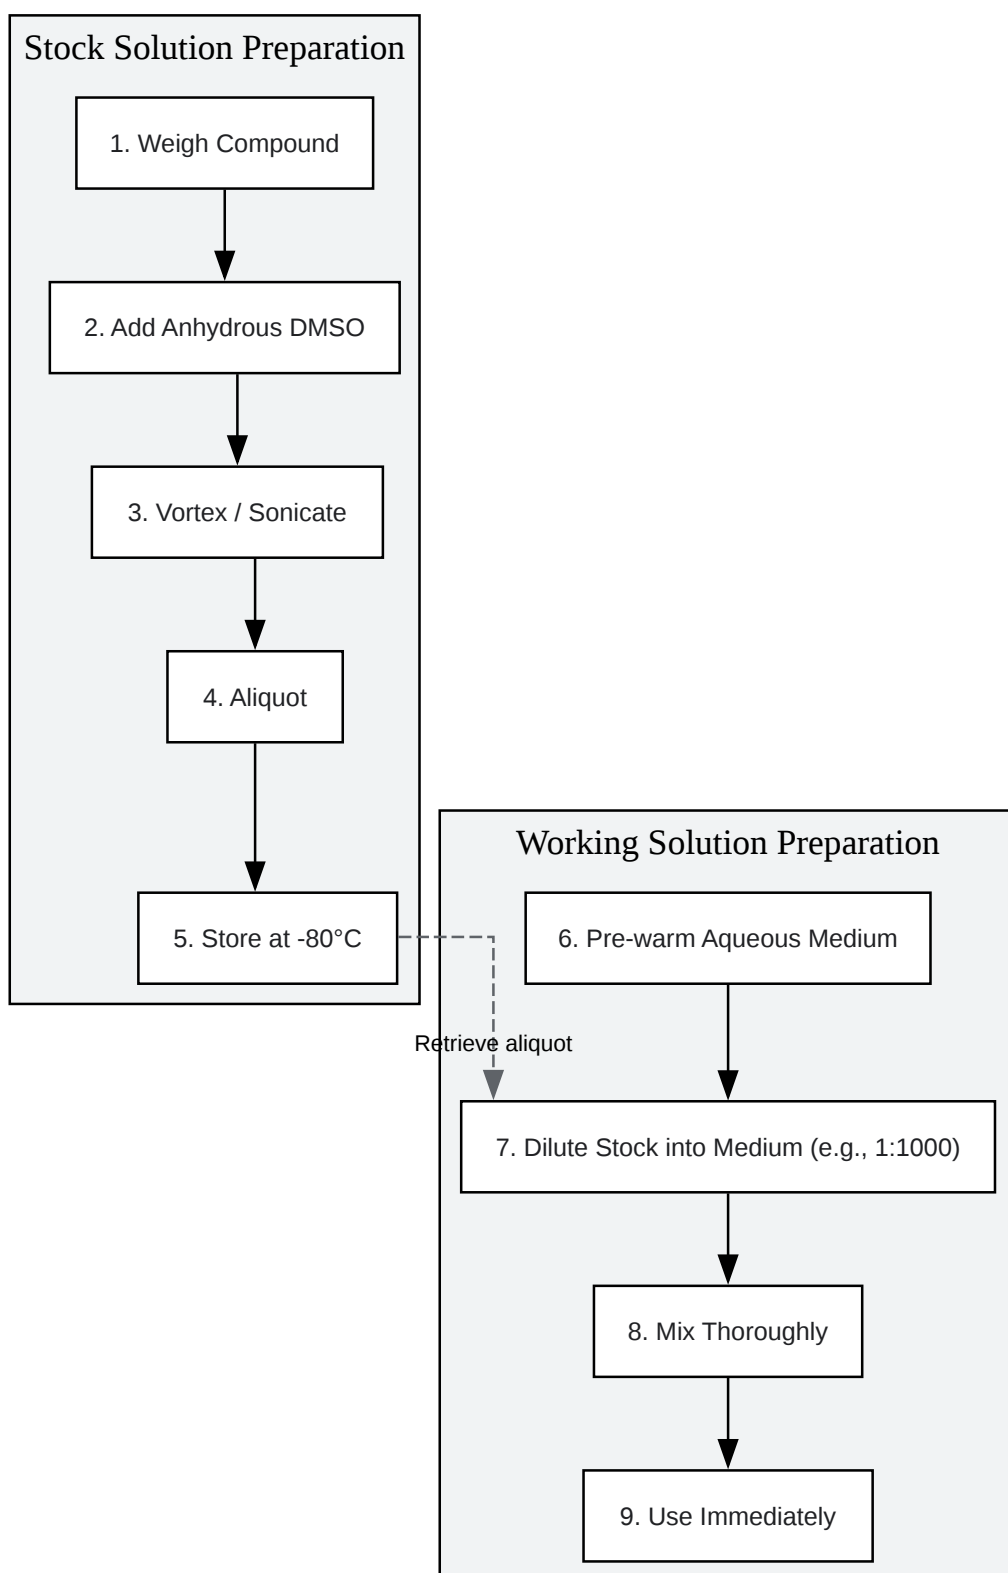 Stock Solution Preparation
1. Weigh Compound
2. Add Anhydrous DMSO
3. Vortex / Sonicate
4. Aliquot
5. Store at -80°C
Retrieve aliquot
Working Solution Preparation
6. Pre-warm Aqueous Medium
7. Dilute Stock into Medium (e.g., 1:1000)
8. Mix Thoroughly
9. Use Immediately